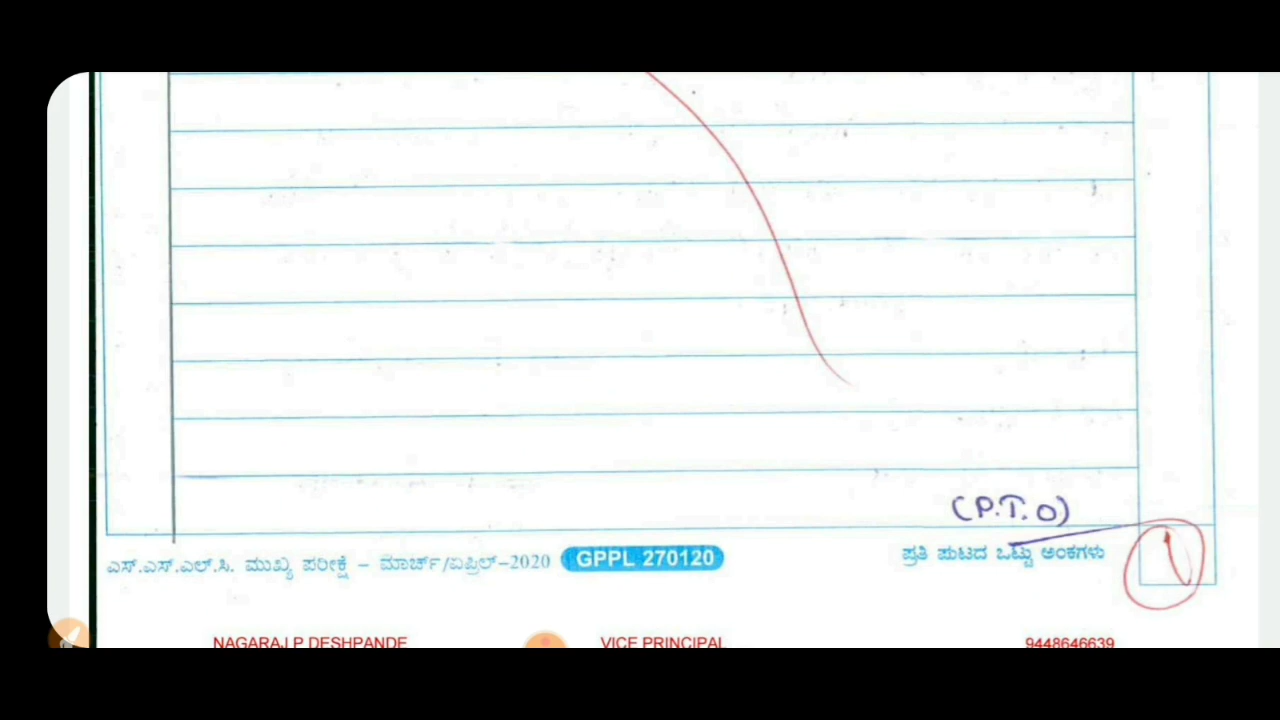 (P.T.O)
ಎಸ್.ಎಸ್.ಎಲ್.ಸಿ. ಮುಖ್ಯ ಪರೀಕ್ಷೆ – ಮಾರ್ಚ್/ಏಪ್ರಿಲ್–2020 GPPL 270120 ಪ್ರತಿ ಪುಟದ ಒಟ್ಟು ಅಂಕಗಳು
NAGARAJ P DESHPANDE VICE PRINCIPAL 9448646639